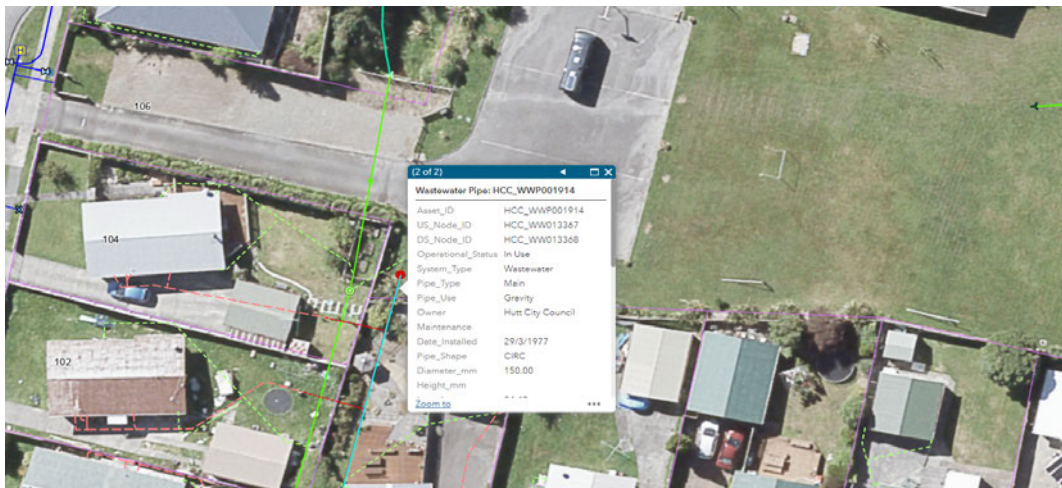 H
106
104
102
(2 of 2)
Wastewater Pipe: HCC_WWP001914
Asset_ID HCC_WWP001914
US_Node_ID HCC_WW013367
DS_Node_ID HCC_WW013368
Operational_Status In Use
System_Type Wastewater
Pipe_Type Main
Pipe_Use Gravity
Owner Hutt City Council
Maintenance
Date_Installed 29/3/1977
Pipe_Shape CIRC
Diameter_mm 150.00
Height_mm
Zoom to